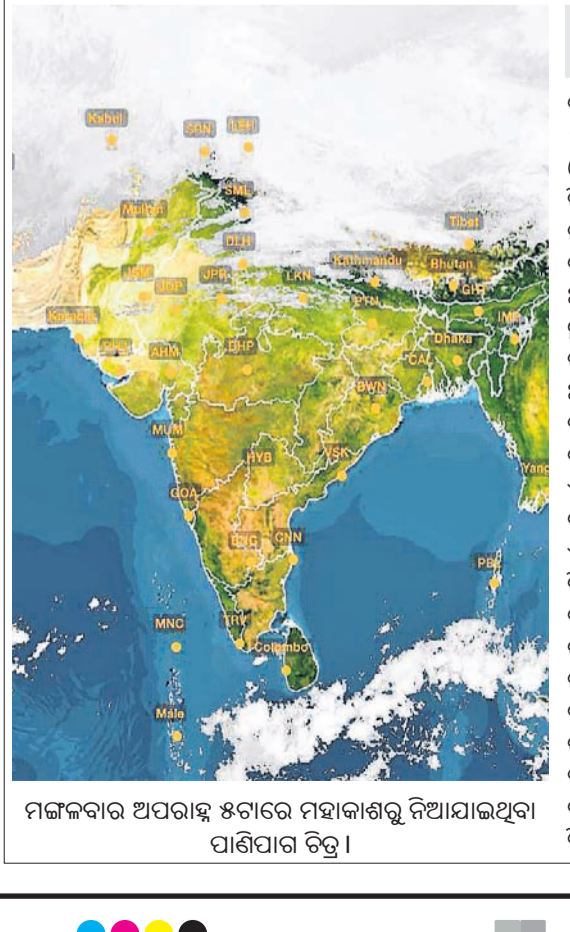 Kabul
SRN
LEH
SML
Multan
Tibet
DLH
Kathmandu
Bhutan
JSM
JDP
JPR
LKN
GHT
PTN
IMP
Karachi
Dhaka
AHM
BHP
CAL
BWN
MUM
HYB
VSK
Yang
GOA
BNG
CNN
PBL
MNC
TRV
Colombo
Male
ମଙ୍ଗଳବାର ଅପରାହ୍ନ ୫ଟାରେ ମହାକାଶରୁ ନିଆଯାଇଥିବା
ପାଣିପାଗ ଚିତ୍ର।